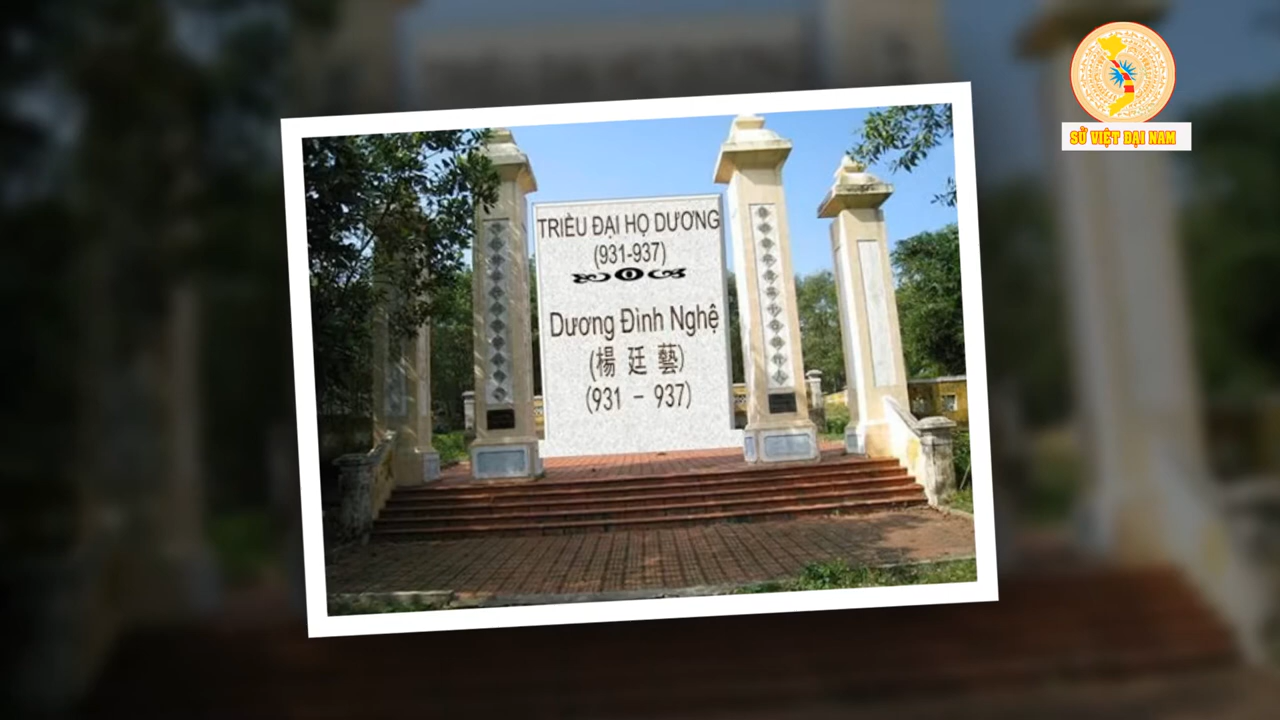 SỬ VIỆT ĐẠI NAM
TRIỀU ĐẠI HỌ DƯƠNG
(931-937)
Dương Đình Nghệ
(楊 廷 藝)
(931 - 937)